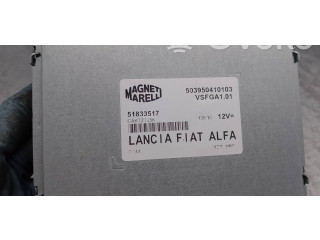 MAGNETI
MARELLI
503950410103
VSFGA1.01
51833517
12V=
LANCIA FIAT ALFA